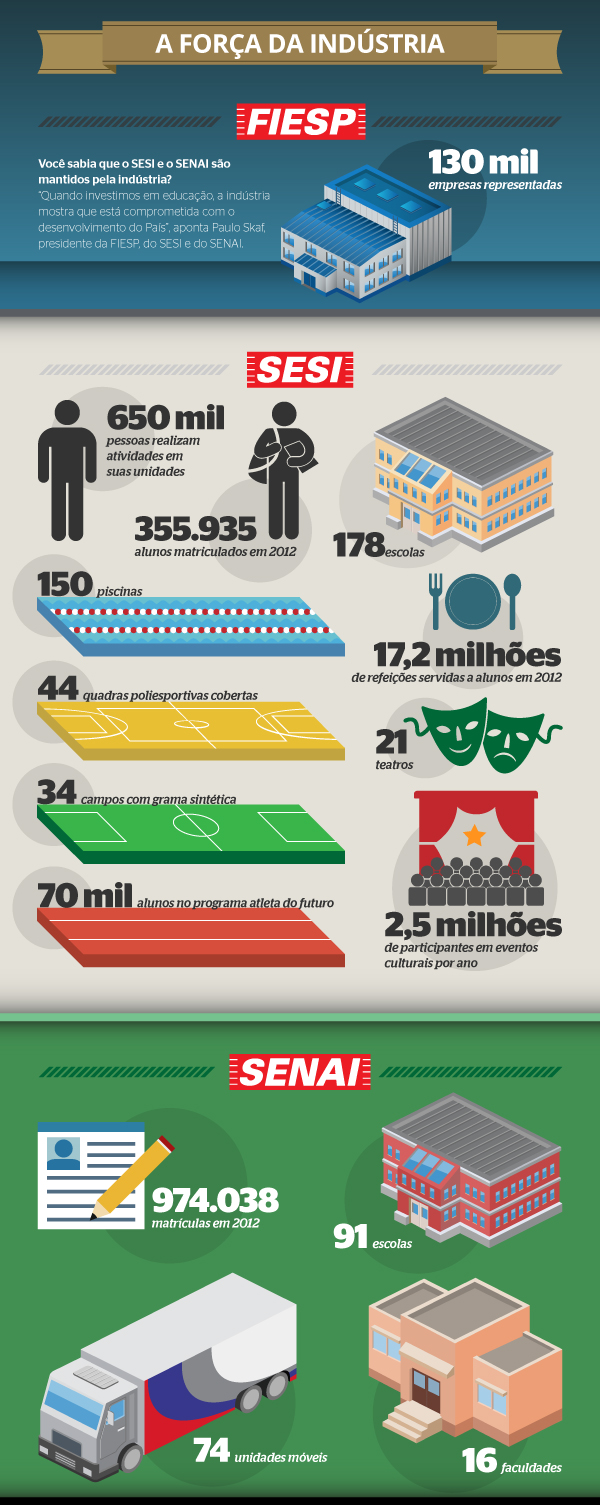 A FORÇA DA INDÚSTRIA
FIESP
Você sabia que o SESI e o SENAI são
mantidos pela indústria?
"Quando investimos em educação, a indústria
mostra que está comprometida com o
desenvolvimento do País", aponta Paulo Skaf,
presidente da FIESP, do SESI e do SENAI.
130 mil
empresas representadas
SESI
650 mil
pessoas realizam
atividades em
suas unidades
355.935
alunos matriculados em 2012
178 escolas
150 piscinas
17,2 milhões
de refeições servidas a alunos em 2012
44 quadras poliesportivas cobertas
21
teatros
34 campos com grama sintética
70 mil alunos no programa atleta do futuro
2,5 milhões
de participantes em eventos
culturais por ano
SENAI
974.038
matrículas em 2012
91 escolas
74 unidades móveis
16 faculdades